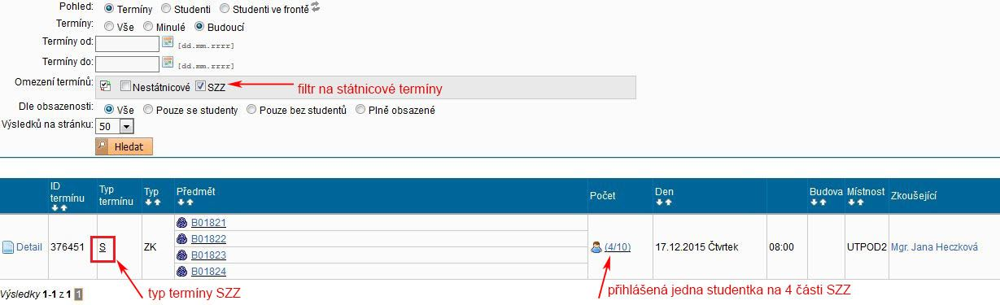 Pohled: Termíny Studenti Studenti ve frontě
Termíny: Vše Minulé Budoucí
Termíny od: [dd.mm.rrrr]
Termíny do: [dd.mm.rrrr]
Omezení termínů: Nestátnicové SZZ filtr na státnicové termíny
Dle obsazenosti: Vše Pouze se studenty Pouze bez studentů Plně obsazené
Výsledků na stránku: 50
Hledat
ID termínu Typ termínu Typ Předmět Počet Den Budova Místnost Zkoušející
B01821
B01822
Detail 376451 S ZK (4/10) 17.12.2015 Čtvrtek 08:00 UTPOD2 Mgr. Jana Heczková
B01823
B01824
typ termíny SZZ přihlášená jedna studentka na 4 části SZZ
Výsledky 1-1 z 1 1